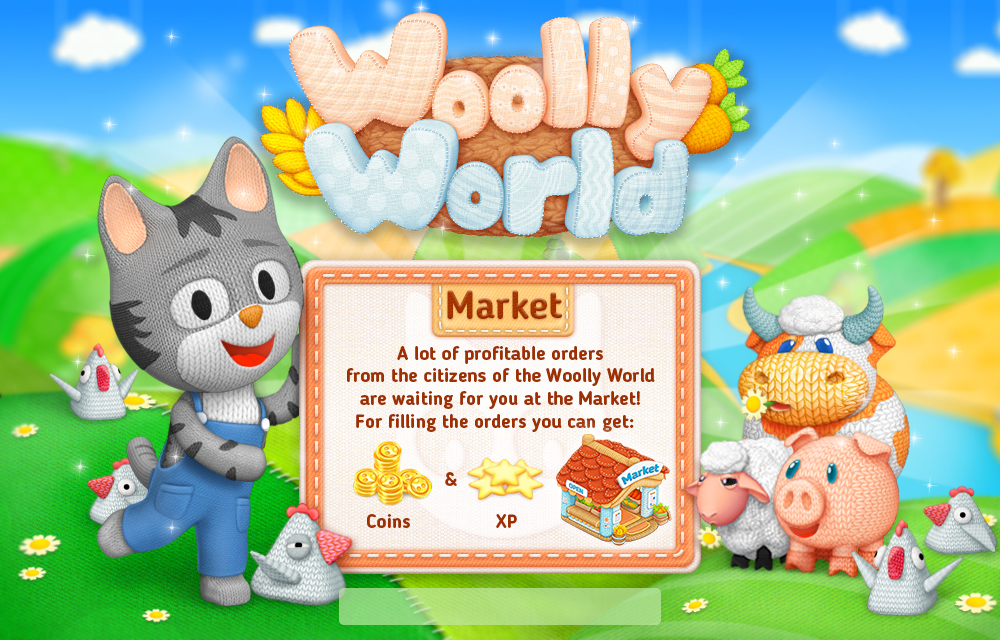 Woolly
World
Market
A lot of profitable orders
from the citizens of the Woolly World
are waiting for you at the Market!
For filling the orders you can get:
Market
OPEN
&
Coins
XP